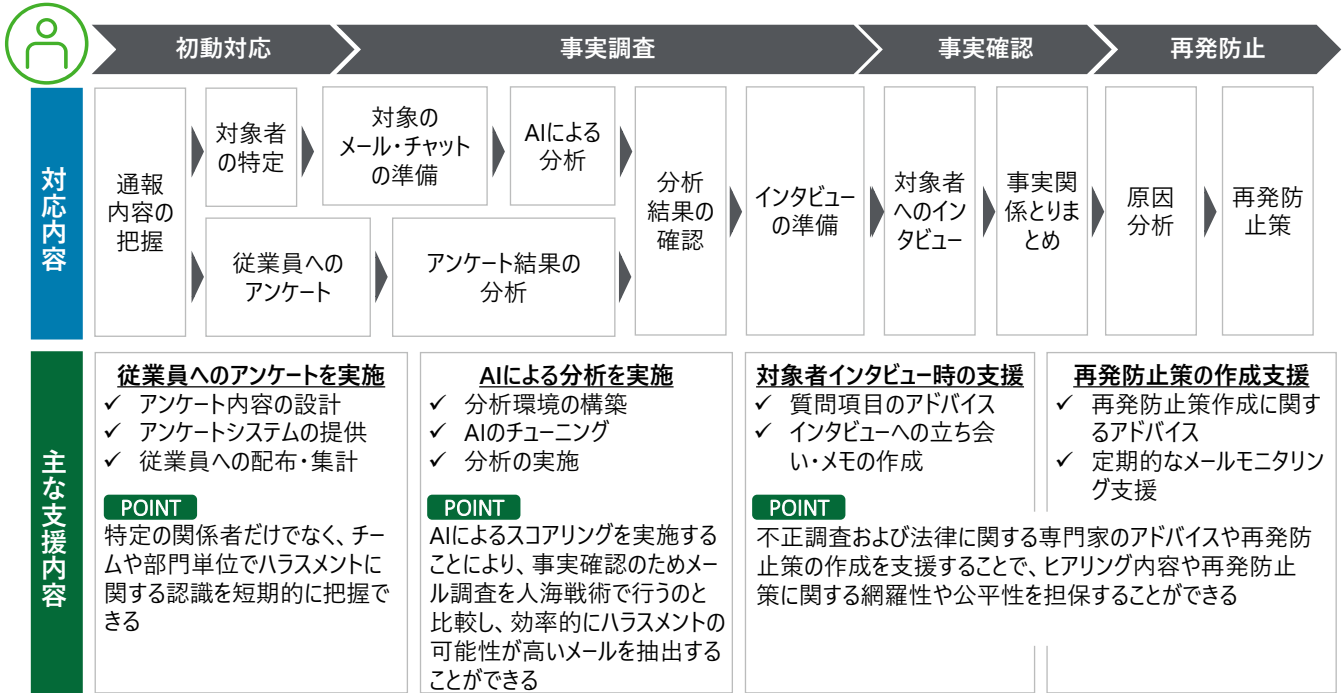 初動対応
事実調査
事実確認
再発防止
対応内容
通報
内容の
把握
対象者
の特定
対象の
メール・チャット
の準備
AIによる
分析
従業員への
アンケート
アンケート結果の
分析
分析
結果の
確認
インタビュー
の準備
対象者
へのイン
タビュー
事実関
係とりま
とめ
原因
分析
再発防
止策
主な支援内容
従業員へのアンケートを実施
✓ アンケート内容の設計
✓ アンケートシステムの提供
✓ 従業員への配布・集計
POINT
特定の関係者だけでなく、チー
ムや部門単位でハラスメントに
関する認識を短期的に把握で
きる
AIによる分析を実施
✓ 分析環境の構築
✓ AIのチューニング
✓ 分析の実施
POINT
AIによるスコアリングを実施する
ことにより、事実確認のためメー
ル調査を人海戦術で行うのと
比較し、効率的にハラスメントの
可能性が高いメールを抽出する
ことができる
対象者インタビュー時の支援
✓ 質問項目のアドバイス
✓ インタビューへの立ち会
い・メモの作成
再発防止策の作成支援
✓ 再発防止策作成に関す
るアドバイス
✓ 定期的なメールモニタリン
グ支援
POINT
不正調査および法律に関する専門家のアドバイスや再発防
止策の作成を支援することで、ヒアリング内容や再発防止
策に関する網羅性や公平性を担保することができる